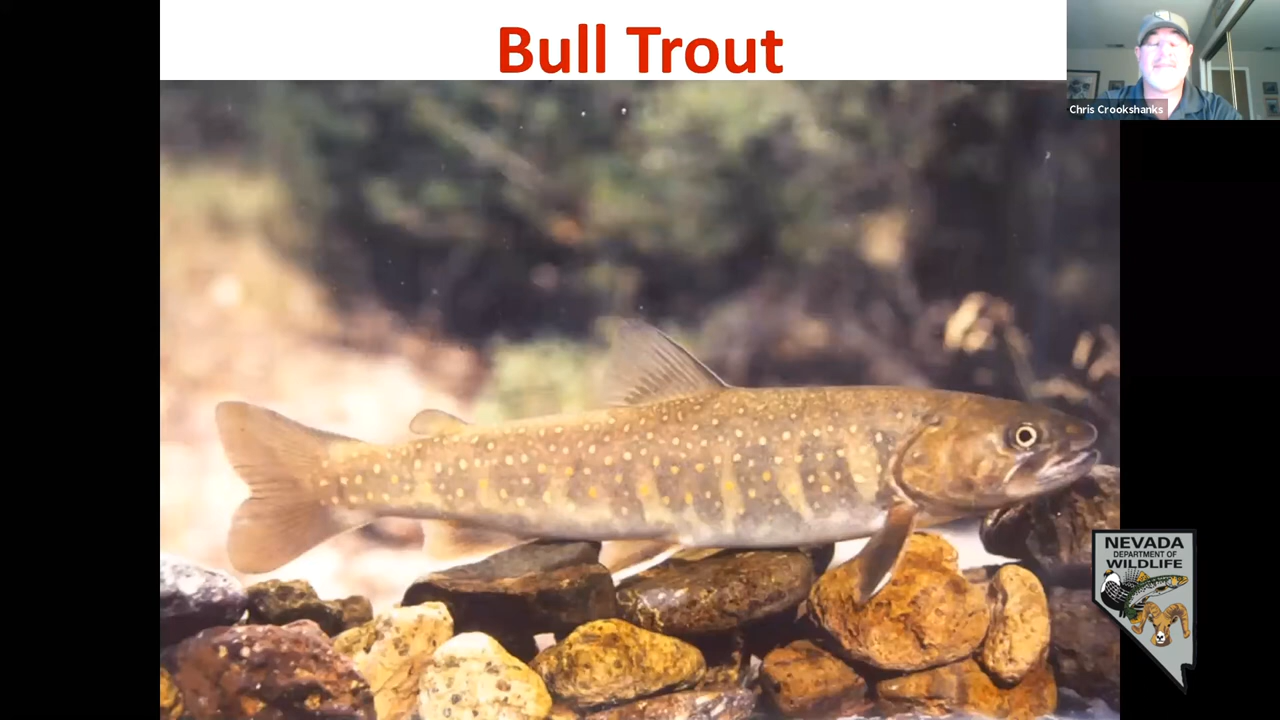 Bull Trout
Chris Crookshanks
NEVADA
DEPARTMENT OF
WILDLIFE